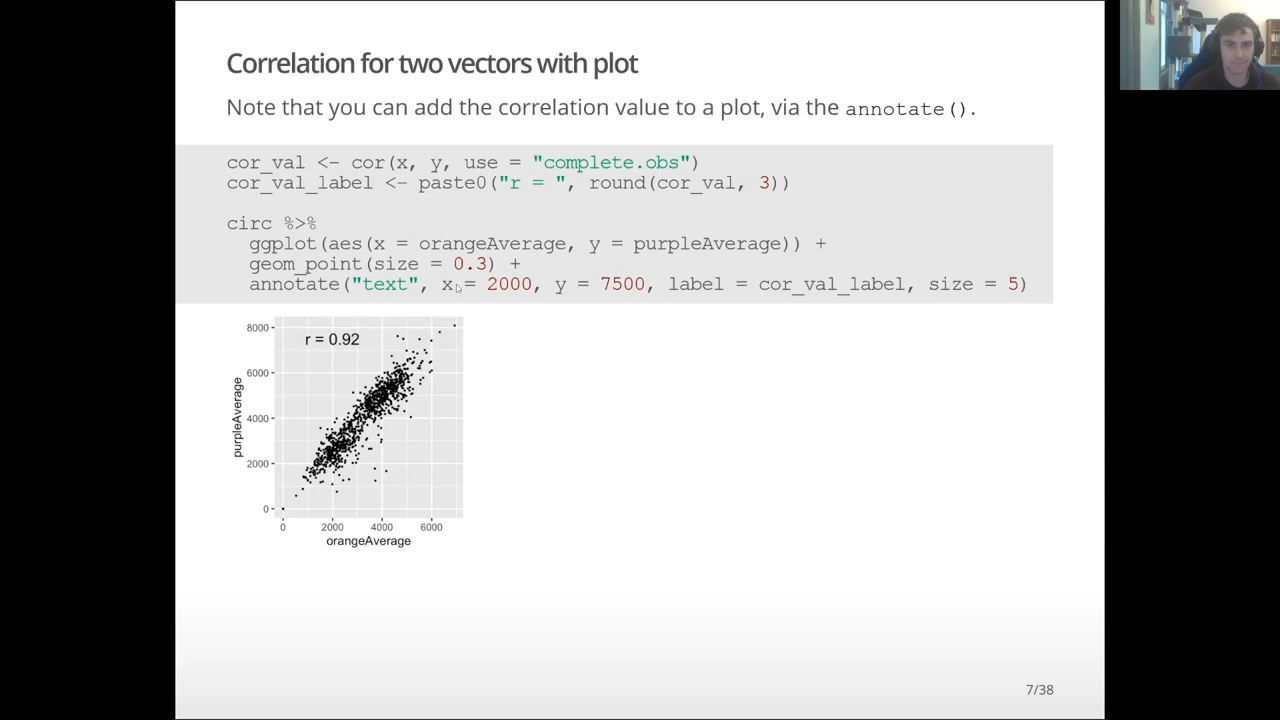 Correlation for two vectors with plot
Note that you can add the correlation value to a plot, via the annotate().
cor_val <- cor(x, y, use = "complete.obs")
cor_val_label <- paste0("r = ", round(cor_val, 3))
circ %>%
ggplot(aes(x = orangeAverage, y = purpleAverage)) +
geom_point(size = 0.3) +
annotate("text", x = 2000, y = 7500, label = cor_val_label, size = 5)
8000
r = 0.92
6000
4000
2000
0
purpleAverage
0 2000 4000 6000
orangeAverage
7/38